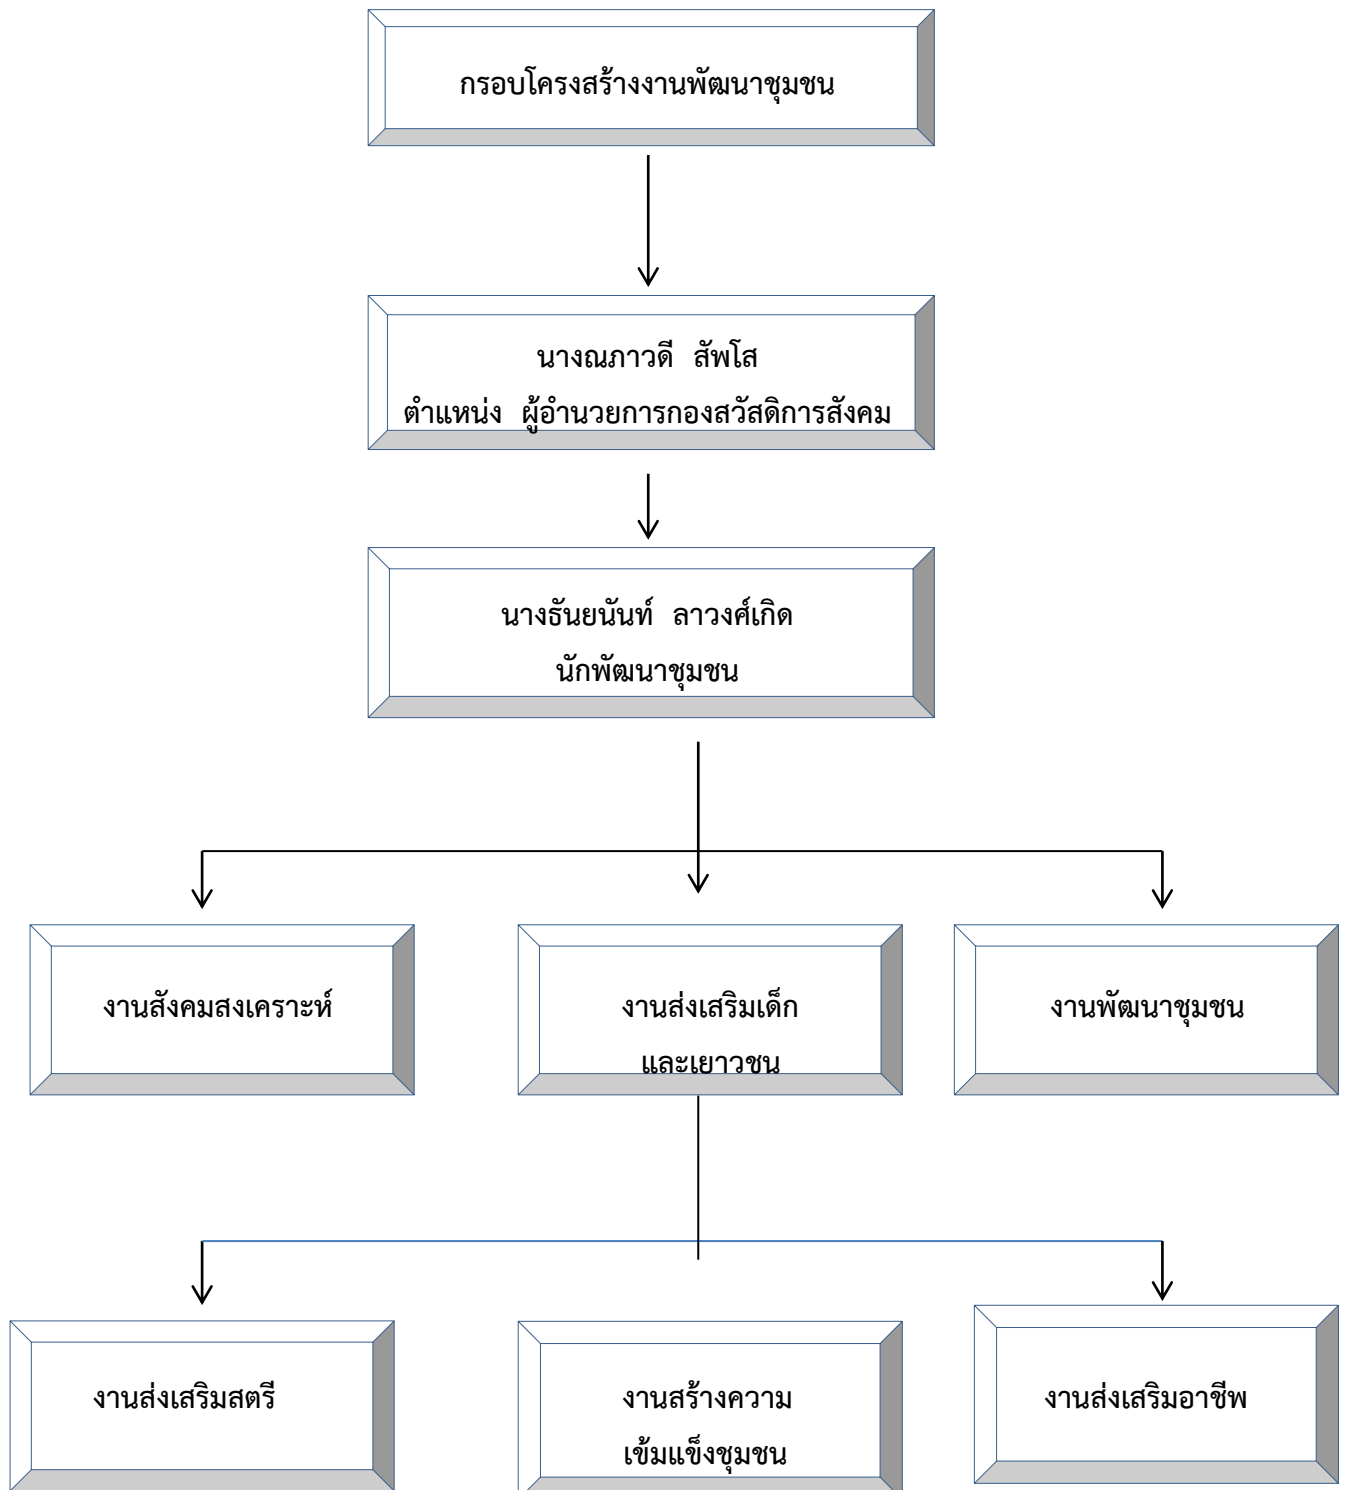 กรอบโครงสร้างงานพัฒนาชุมชน
นางณภาวดี สัพโส
ตำแหน่ง ผู้อำนวยการกองสวัสดิการสังคม
นางธันยนันท์ ลาวงศ์เกิด
นักพัฒนาชุมชน
งานสังคมสงเคราะห์
งานส่งเสริมเด็ก
และเยาวชน
งานพัฒนาชุมชน
งานส่งเสริมสตรี
งานสร้างความ
เข้มแข็งชุมชน
งานส่งเสริมอาชีพ